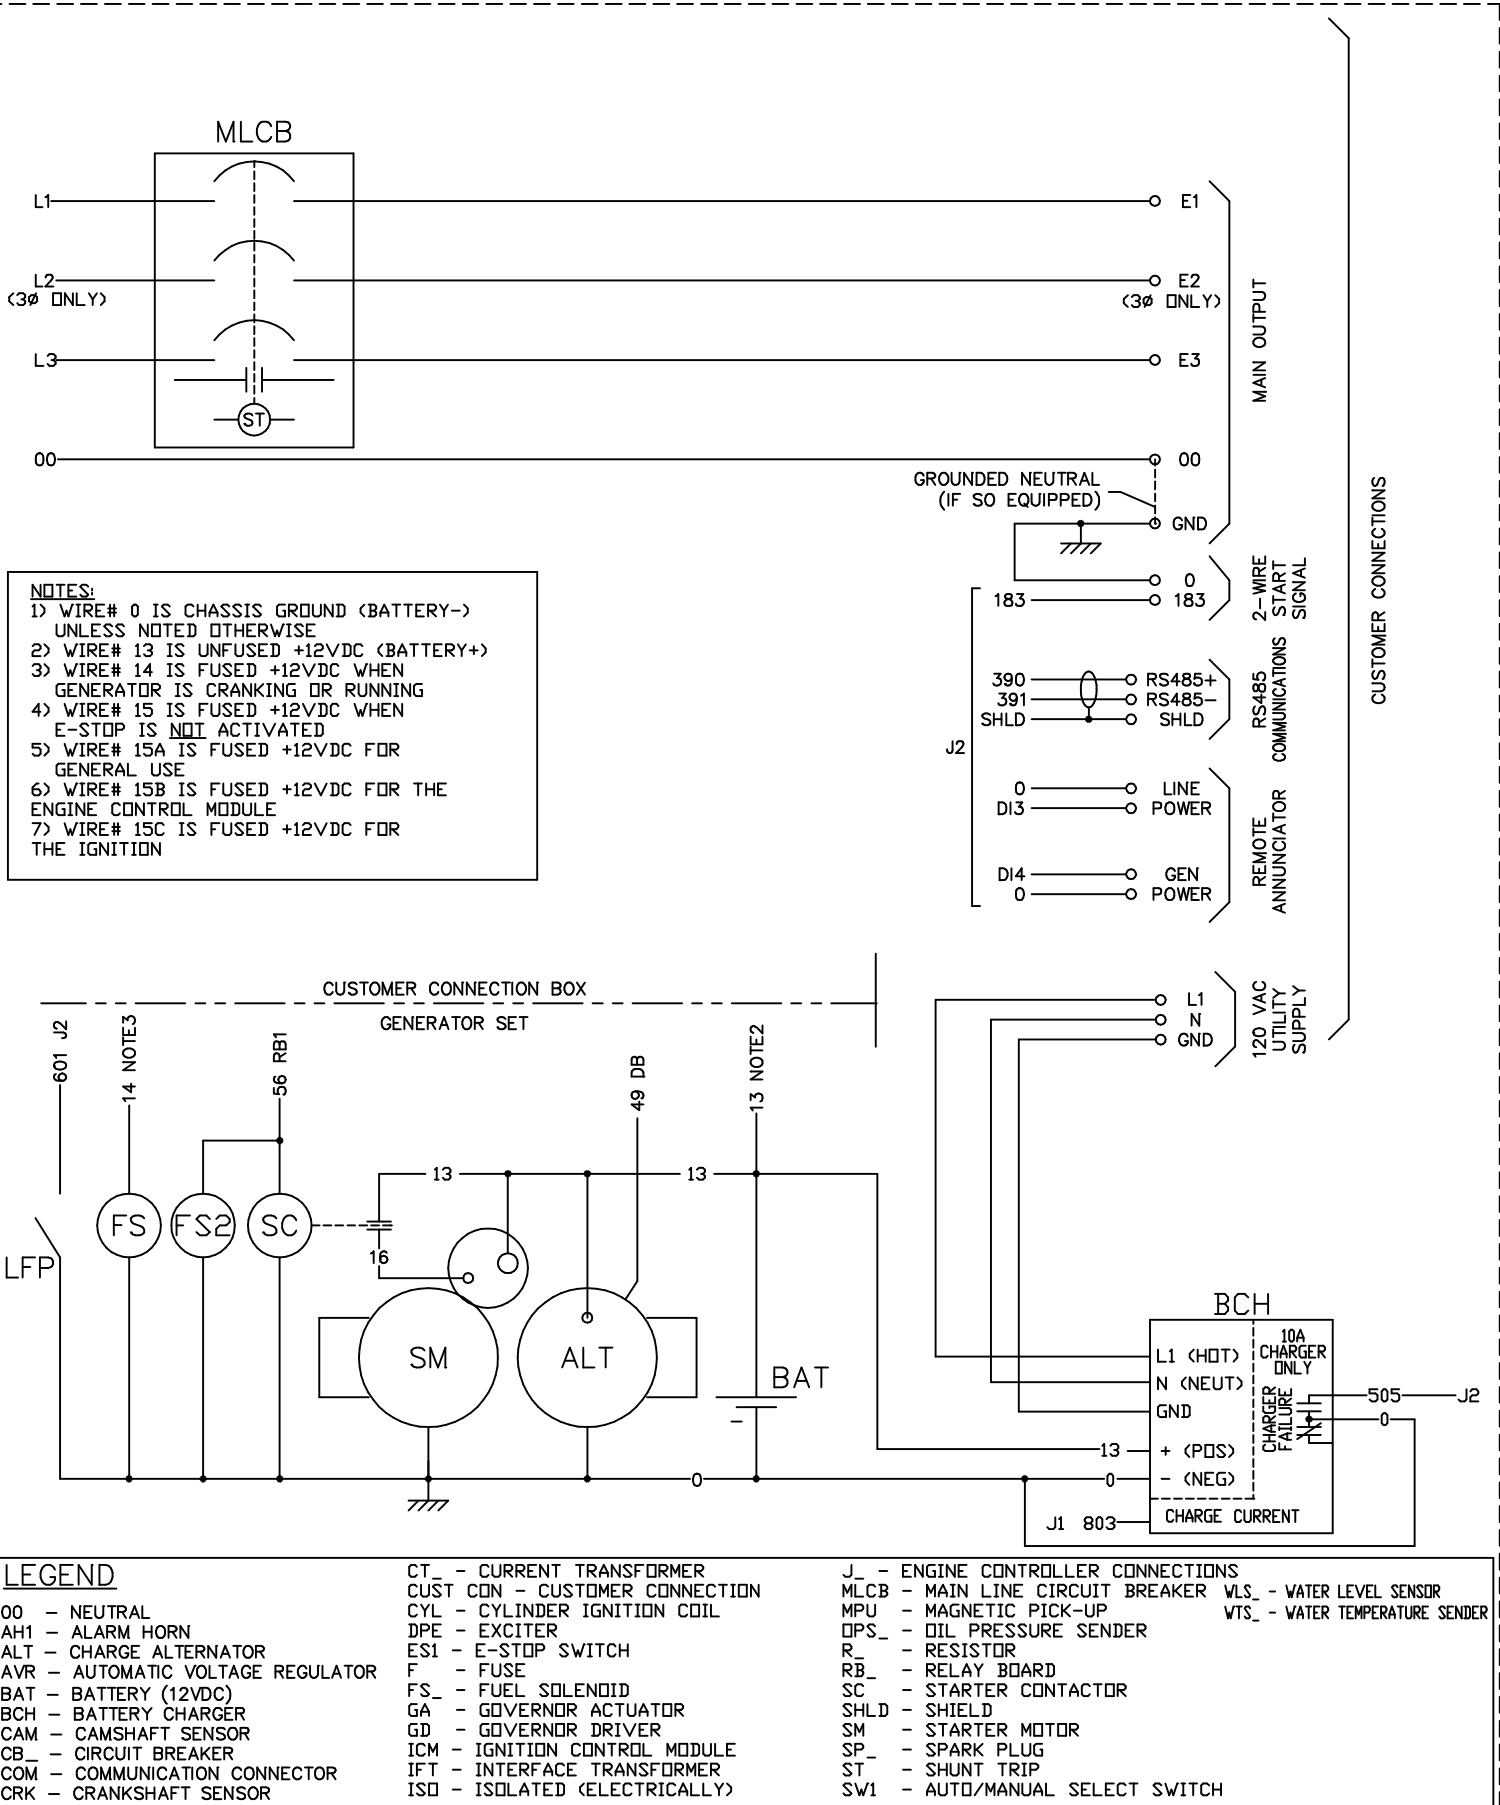 MLCB
L1
E1
L2
(3Ø ONLY)
E2
(3Ø ONLY)
L3
E3
ST
00
00
MAIN OUTPUT
GROUNDED NEUTRAL
(IF SO EQUIPPED)
GND
CUSTOMER CONNECTIONS
NOTES:
1) WIRE# 0 IS CHASSIS GROUND (BATTERY-)
UNLESS NOTED OTHERWISE
2) WIRE# 13 IS UNFUSED +12VDC (BATTERY+)
3) WIRE# 14 IS FUSED +12VDC WHEN
GENERATOR IS CRANKING OR RUNNING
4) WIRE# 15 IS FUSED +12VDC WHEN
E-STOP IS NOT ACTIVATED
5) WIRE# 15A IS FUSED +12VDC FOR
GENERAL USE
6) WIRE# 15B IS FUSED +12VDC FOR THE
ENGINE CONTROL MODULE
7) WIRE# 15C IS FUSED +12VDC FOR
THE IGNITION
0
183
183
2-WIRE
START
SIGNAL
390
RS485+
391
RS485-
SHLD
SHLD
RS485
COMMUNICATIONS
J2
0
LINE
DI3
POWER
DI4
GEN
0
POWER
REMOTE
ANNUNCIATOR
CUSTOMER CONNECTION BOX
GENERATOR SET
L1
N
GND
120 VAC
UTILITY
SUPPLY
601 J2
14 NOTE3
56 RB1
49 DB
13 NOTE2
13
13
LFP
FS
FS2
SC
16
SM
ALT
BAT
-
0
BCH
L1 (HOT)
N (NEUT)
GND
13
+ (POS)
0
- (NEG)
10A
CHARGER
ONLY
CHARGER
FAILURE
505
J2
0
J1 803
CHARGE CURRENT
LEGEND
00 - NEUTRAL
AH1 - ALARM HORN
ALT - CHARGE ALTERNATOR
AVR - AUTOMATIC VOLTAGE REGULATOR
BAT - BATTERY (12VDC)
BCH - BATTERY CHARGER
CAM - CAMSHAFT SENSOR
CB_ - CIRCUIT BREAKER
COM - COMMUNICATION CONNECTOR
CRK - CRANKSHAFT SENSOR
CT_ - CURRENT TRANSFORMER
CUST CON - CUSTOMER CONNECTION
CYL - CYLINDER IGNITION COIL
DPE - EXCITER
ES1 - E-STOP SWITCH
F - FUSE
FS_ - FUEL SOLENOID
GA - GOVERNOR ACTUATOR
GD - GOVERNOR DRIVER
ICM - IGNITION CONTROL MODULE
IFT - INTERFACE TRANSFORMER
ISO - ISOLATED (ELECTRICALLY)
J_ - ENGINE CONTROLLER CONNECTIONS
MLCB - MAIN LINE CIRCUIT BREAKER
MPU - MAGNETIC PICK-UP
OPS_ - OIL PRESSURE SENDER
R_ - RESISTOR
RB_ - RELAY BOARD
SC - STARTER CONTACTOR
SHLD - SHIELD
SM - STARTER MOTOR
SP_ - SPARK PLUG
ST - SHUNT TRIP
SW1 - AUTO/MANUAL SELECT SWITCH
WLS_ - WATER LEVEL SENSOR
WTS_ - WATER TEMPERATURE SENDER